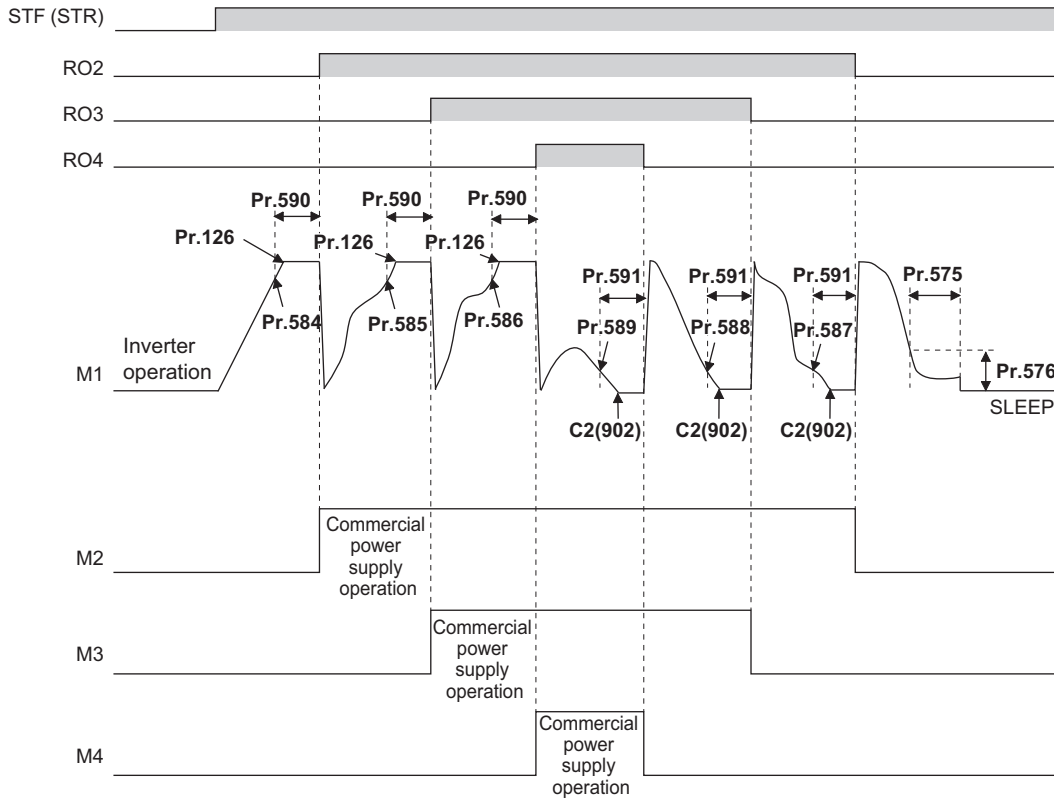 STF (STR)
RO2
RO3
RO4
Pr.590
Pr.590
Pr.590
Pr.126
Pr.126
Pr.126
Pr.591
Pr.591
Pr.591
Pr.575
Pr.584
Pr.585
Pr.586
Pr.589
Pr.588
Pr.587
Inverter
operation
M1
Pr.576
SLEEP
C2(902)
C2(902)
C2(902)
M2
Commercial
power
supply
operation
M3
Commercial
power
supply
operation
M4
Commercial
power
supply
operation